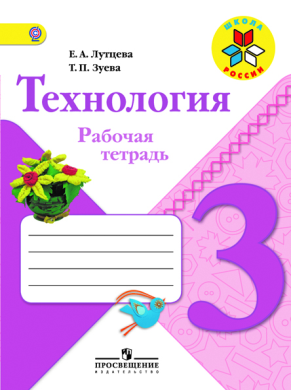 Е. А. Лутцева
Т. П. Зуева
ШКОЛА
РОССИИ
Технология
Рабочая
тетрадь
3
ПРОСВЕЩЕНИЕ
ИЗДАТЕЛЬСТВО